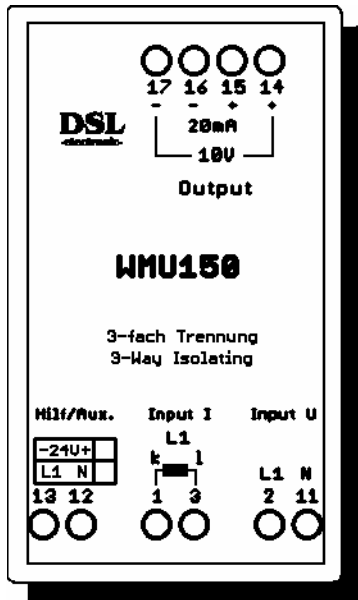 17 16 15 14
- - + +
20mA
10V
DSL
-electronic-
Output
WMU150
3-fach Trennung
3-Way Isolating
Hilf/Aux. Input I Input U
L1
k l
-24V+
L1 N
L1 N
13 12 1 3 2 11